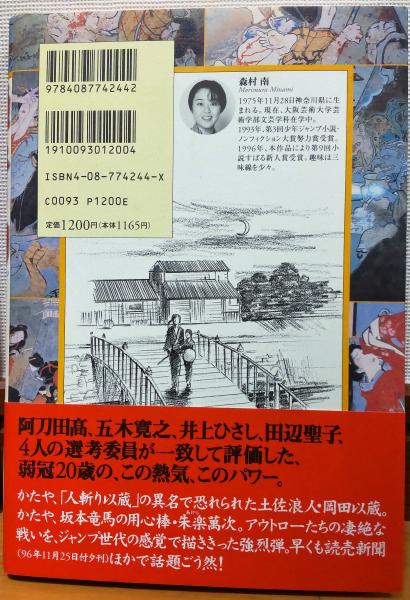 9784087742442
1910093012004
ISBN4-08-774244-X
C0093 P1200E
定価1200円(本体1165円)
森村 南
Morimura Minami
1975年11月28日神奈川県に生
まれる。現在、大阪芸術大学芸
術学部文芸学科在学中。
1993年、第3回少年ジャンプ小説・
ノンフィクション大賞努力賞受賞。
1996年、本作品により第9回小
説すばる新人賞受賞。趣味は三
味線を少々。
阿刀田髙、五木寛之、井上ひさし、田辺聖子、
4人の選考委員が一致して評価した、
弱冠20歳の、この熱気、このパワー。
かたや、「人斬り以蔵」の異名で恐れられた土佐浪人・岡田以蔵。
かたや、坂本竜馬の用心棒・朱楽萬次。アウトローたちの凄絶な
戦いを、ジャンプ世代の感覚で描ききった強烈弾。早くも読売新聞
(96年11月25日付夕刊)ほかで話題ごう然!